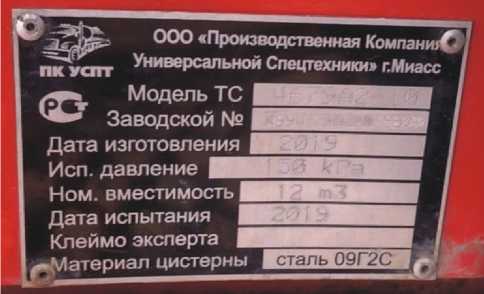 ООО «Производственная Компания
Универсальной Спецтехники» г.Миасс
ПК УСПТ
РСТ
Модель ТС
Заводской №
Дата изготовления 2019
Исп. давление 150 kPa
Ном. вместимость 12 m3
Дата испытания 2019
Клеймо эксперта
Материал цистерны сталь 09Г2С